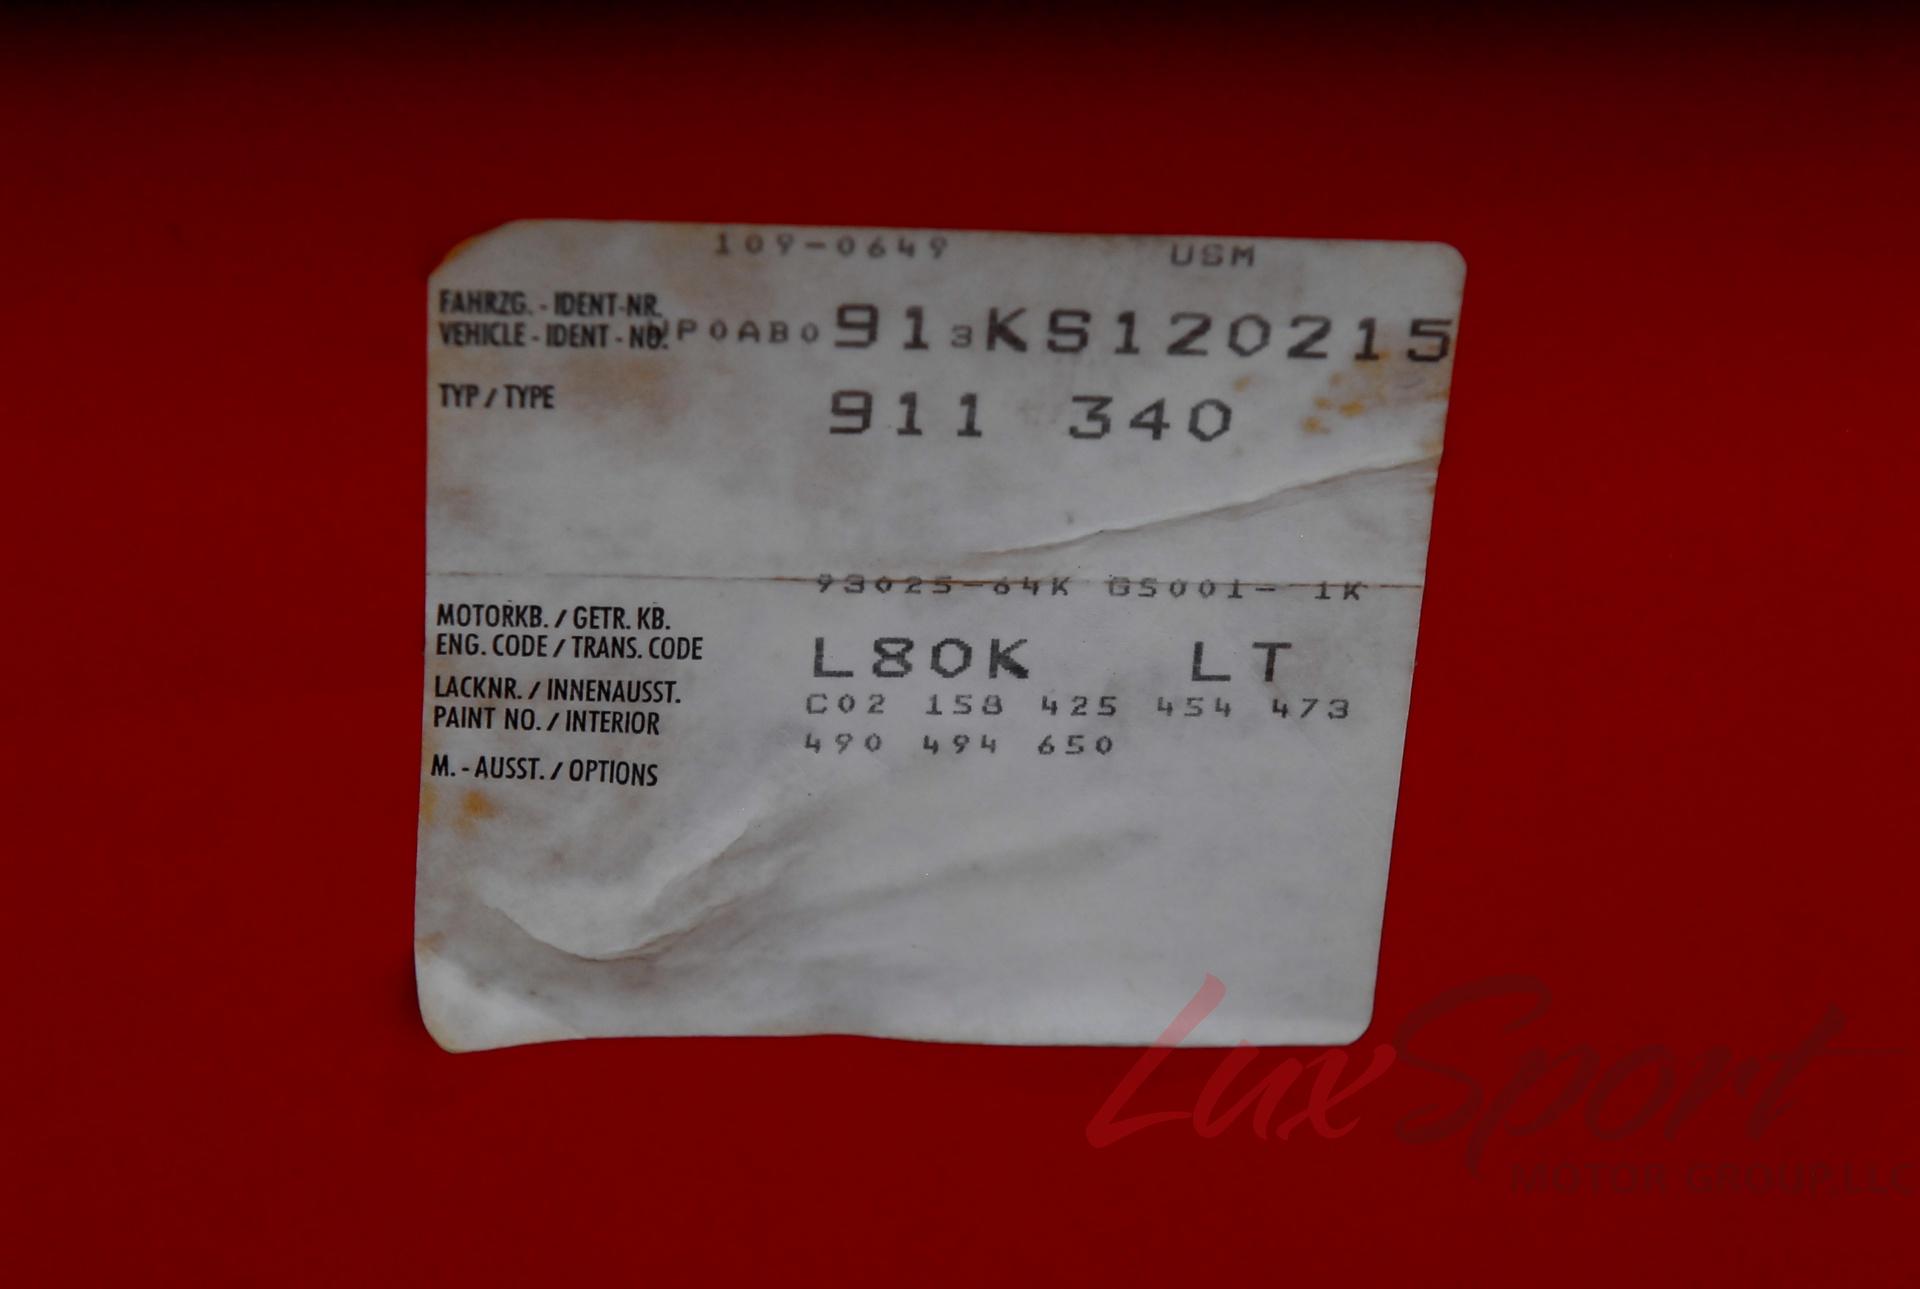 109-0649 USM
FAHRZG. - IDENT-NR.
VEHICLE - IDENT - NO. WP0AB0913KS120215
TYP / TYPE 911 340
93025-64K G5001- 1K
MOTORKB. / GETR. KB.
ENG. CODE / TRANS. CODE L80K LT
LACKNR. / INNENAUSST. C02 158 425 454 473
PAINT NO. / INTERIOR 490 494 650
M. - AUSST. / OPTIONS
LuxSport
MOTOR GROUP, LLC